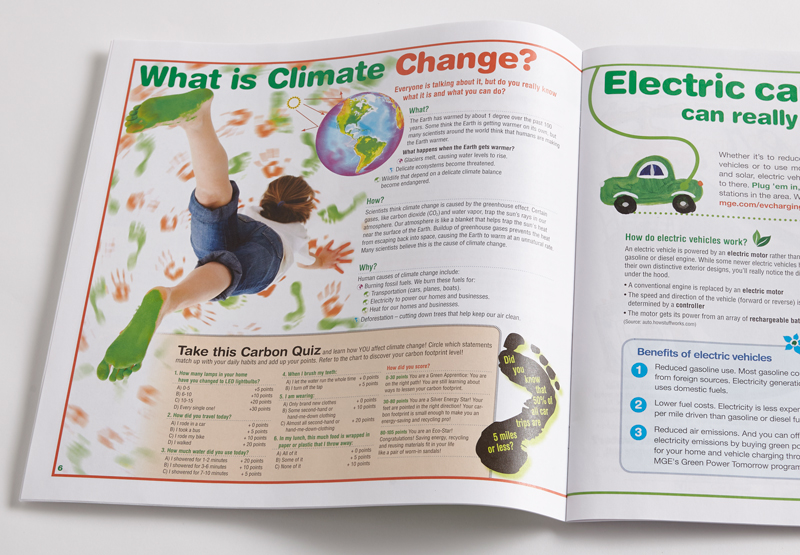 What is Climate Change?
Everyone is talking about it, but do you really know
what it is and what you can do?
What?
The Earth has warmed by about 1 degree over the past 100
years. Some think the Earth is getting warmer on its own, but
many scientists around the world think that humans are making
the Earth warmer.
What happens when the Earth gets warmer?
Glaciers melt, causing water levels to rise.
Delicate ecosystems become threatened.
Wildlife that depend on a delicate climate balance
become endangered.
How?
Scientists think climate change is caused by the greenhouse effect. Certain
gases, like carbon dioxide (CO2) and water vapor, trap the sun's rays in our
atmosphere. Our atmosphere is like a blanket that helps trap the sun's heat
near the surface of the Earth. Buildup of greenhouse gases prevents the heat
from escaping back into space, causing the Earth to warm at an unnatural rate.
Many scientists believe this is the cause of climate change.
Why?
Human causes of climate change include:
Burning fossil fuels. We burn these fuels for:
Transportation (cars, planes, boats).
Electricity to power our homes and businesses.
Heat for our homes and businesses.
Deforestation – cutting down trees that help keep our air clean.
Take this Carbon Quiz and learn how YOU affect climate change! Circle which statements
match up with your daily habits and add up your points. Refer to the chart to discover your carbon footprint level!
1. How many lamps in your home
have you changed to LED lightbulbs?
A) 0-5 +5 points
B) 6-10 +10 points
C) 10-15 +20 points
D) Every single one! +30 points
2. How did you travel today?
A) I rode in a car + 0 points
B) I took a bus + 5 points
C) I rode my bike + 10 points
D) I walked + 20 points
3. How much water did you use today?
A) I showered for 1-2 minutes + 20 points
B) I showered for 3-6 minutes + 10 points
C) I showered for 7-10 minutes + 5 points
4. When I brush my teeth:
A) I let the water run the whole time + 0 points
B) I turn off the tap + 5 points
5. I am wearing:
A) Only brand new clothes + 0 points
B) Some second-hand or + 10 points
hand-me-down clothing
C) Almost all second-hand or + 20 points
hand-me-down clothing
6. In my lunch, this much food is wrapped in
paper or plastic that I throw away:
A) All of it + 0 points
B) Some of it + 5 points
C) None of it + 10 points
How did you score?
0-30 points You are a Green Apprentice: You are
on the right path! You are still learning about
ways to lessen your carbon footprint.
You are a Silver Energy Star! Your
feet are pointed in the right direction! Your car-
bon footprint is small enough to make you an
energy-saving and recycling pro!
You are an Eco-Star!
Congratulations! Saving energy, recycling
and reusing materials fit in your life
like a pair of worn-in sandals!
Did
you
know
that
~50% of
all car
trips are
5 miles
or less?
6
Electric ca
can really
Whether it's to reduc
vehicles or to use mo
and solar, electric veh
to there. Plug 'em in,
stations in the area. W
mge.com/evcharging
How do electric vehicles work?
An electric vehicle is powered by an electric motor rather than
gasoline or diesel engine. While some newer electric vehicles h
their own distinctive exterior designs, you'll really notice the di
under the hood.
• A conventional engine is replaced by an electric motor
• The speed and direction of the vehicle (forward or reverse) is
determined by a controller
• The motor gets its power from an array of rechargeable bat
(Source: auto.howstuffworks.com)
Benefits of electric vehicles
1 Reduced gasoline use. Most gasoline co
from foreign sources. Electricity generation
uses domestic fuels.
2 Lower fuel costs. Electricity is less expe
per mile driven than gasoline or diesel fu
3 Reduced air emissions. And you can of
electricity emissions by buying green po
for your home and vehicle charging thro
MGE's Green Power Tomorrow program